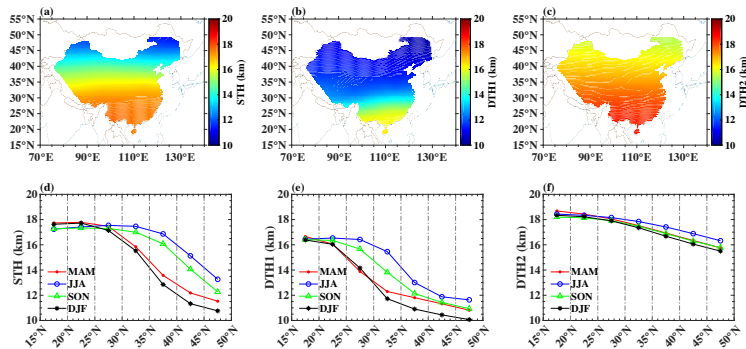 (a)
55°N
50°N
45°N
40°N
35°N
30°N
25°N
20°N
15°N
70°E 90°E 110°E 130°E
20
18
16
14
12
10
STH (km)
(b)
55°N
50°N
45°N
40°N
35°N
30°N
25°N
20°N
15°N
70°E 90°E 110°E 130°E
20
18
16
14
12
10
DTH1 (km)
(c)
55°N
50°N
45°N
40°N
35°N
30°N
25°N
20°N
15°N
70°E 90°E 110°E 130°E
20
18
16
14
12
10
DTH2 (km)
(d)
STH (km)
20
18
16
14
12
10
MAM
JJA
SON
DJF
15°N 20°N 25°N 30°N 35°N 40°N 45°N 50°N
(e)
DTH1 (km)
20
18
16
14
12
10
MAM
JJA
SON
DJF
15°N 20°N 25°N 30°N 35°N 40°N 45°N 50°N
(f)
DTH2 (km)
20
18
16
14
12
10
MAM
JJA
SON
DJF
15°N 20°N 25°N 30°N 35°N 40°N 45°N 50°N